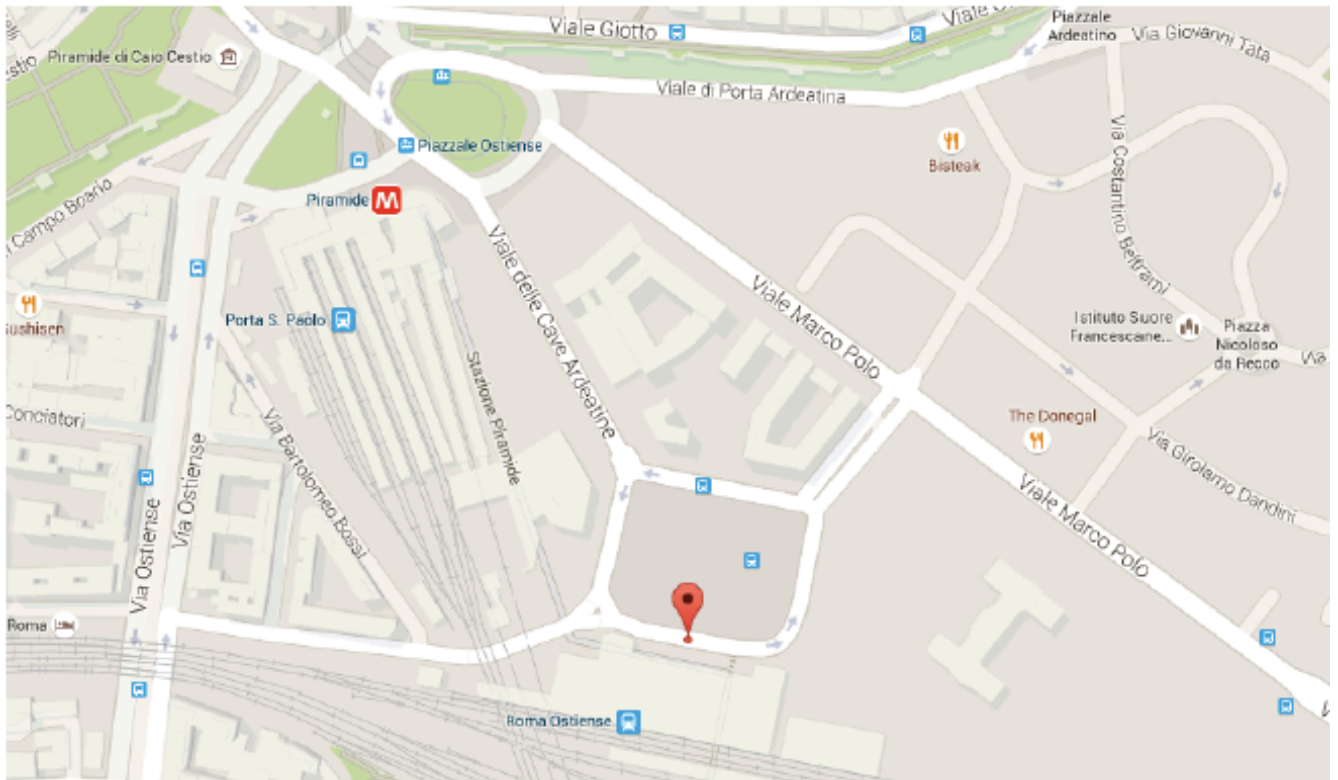 Viale Giotto
Viale G
Piazzale
Ardeatino
Via Giovanni Tata
Piramide di Caio Cestio
estio
Viale di Porta Ardeatina
Via Costantino Beltrami
Piazzale Ostiense
Bisteak
Campo Boario
Piramide
M
Viale delle Cave Ardeatine
Viale Marco Polo
Porta S. Paolo
Sushisen
Istituto Suore
Francescane...
Piazza
Nicoloso
da Recco
Via
Stazione Piramide
Conciatori
Via Bartolomeo Bossi
The Donegal
Via Girolamo Dandini
Via Ostiense
Via Ostiense
Viale Marco Polo
Roma
Roma Ostiense
V